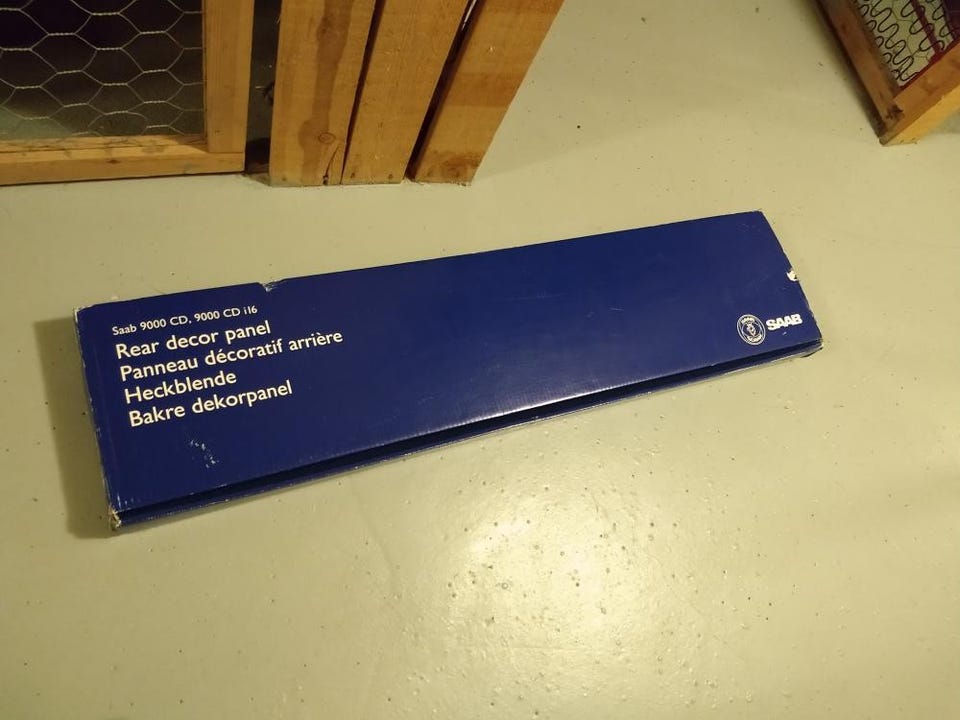 Saab 9000 CD, 9000 CD i16
Rear decor panel
Panneau décoratif arrière
Heckblende
Bakre dekorpanel
SAAB